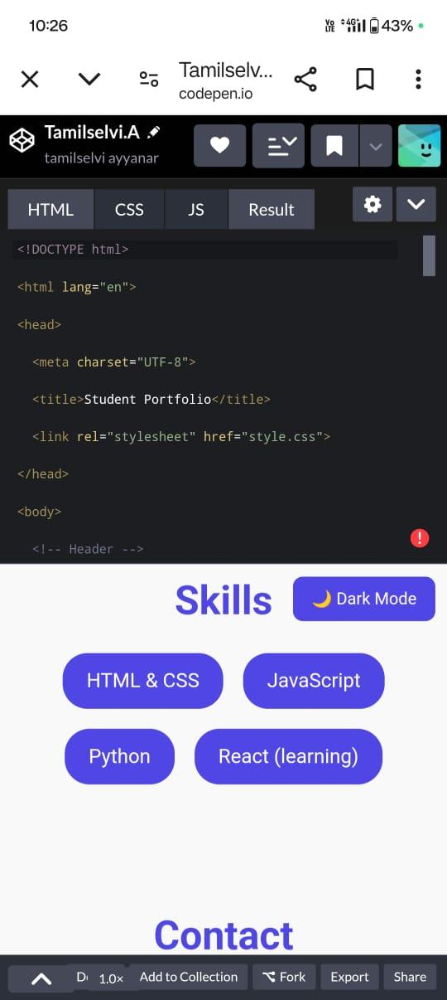 10:26
Vo LTE 4G+ 43%
Tamilselv...
codepen.io
Tamilselvi.A
tamilselvi ayyanar
HTML CSS JS Result
<!DOCTYPE html>
<html lang="en">
<head>
<meta charset="UTF-8">
<title>Student Portfolio</title>
<link rel="stylesheet" href="style.css">
</head>
<body>
<!-- Header -->
Skills 🌙 Dark Mode
HTML & CSS JavaScript
Python React (learning)
Contact
1.0× Add to Collection Fork Export Share